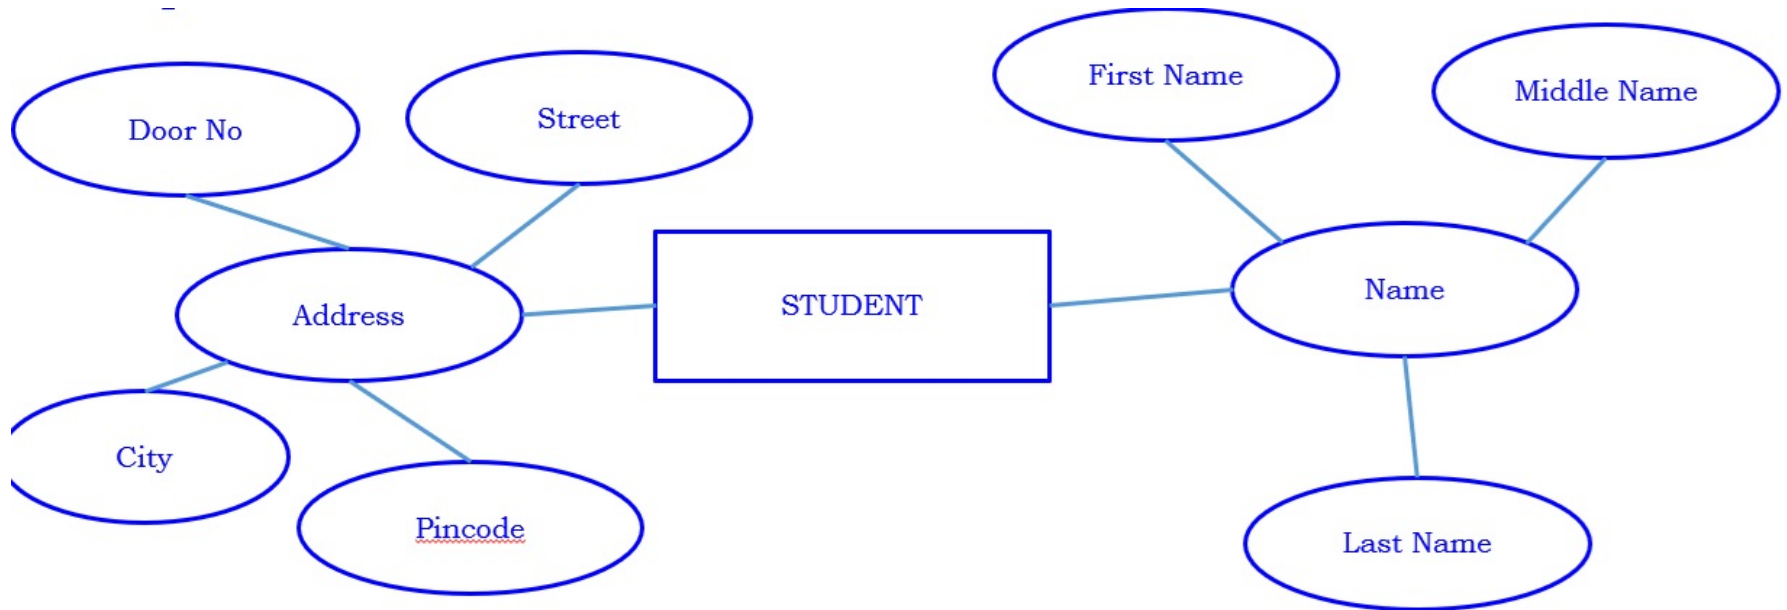 First Name
Middle Name
Door No
Street
Address
STUDENT
Name
City
Pincode
Last Name